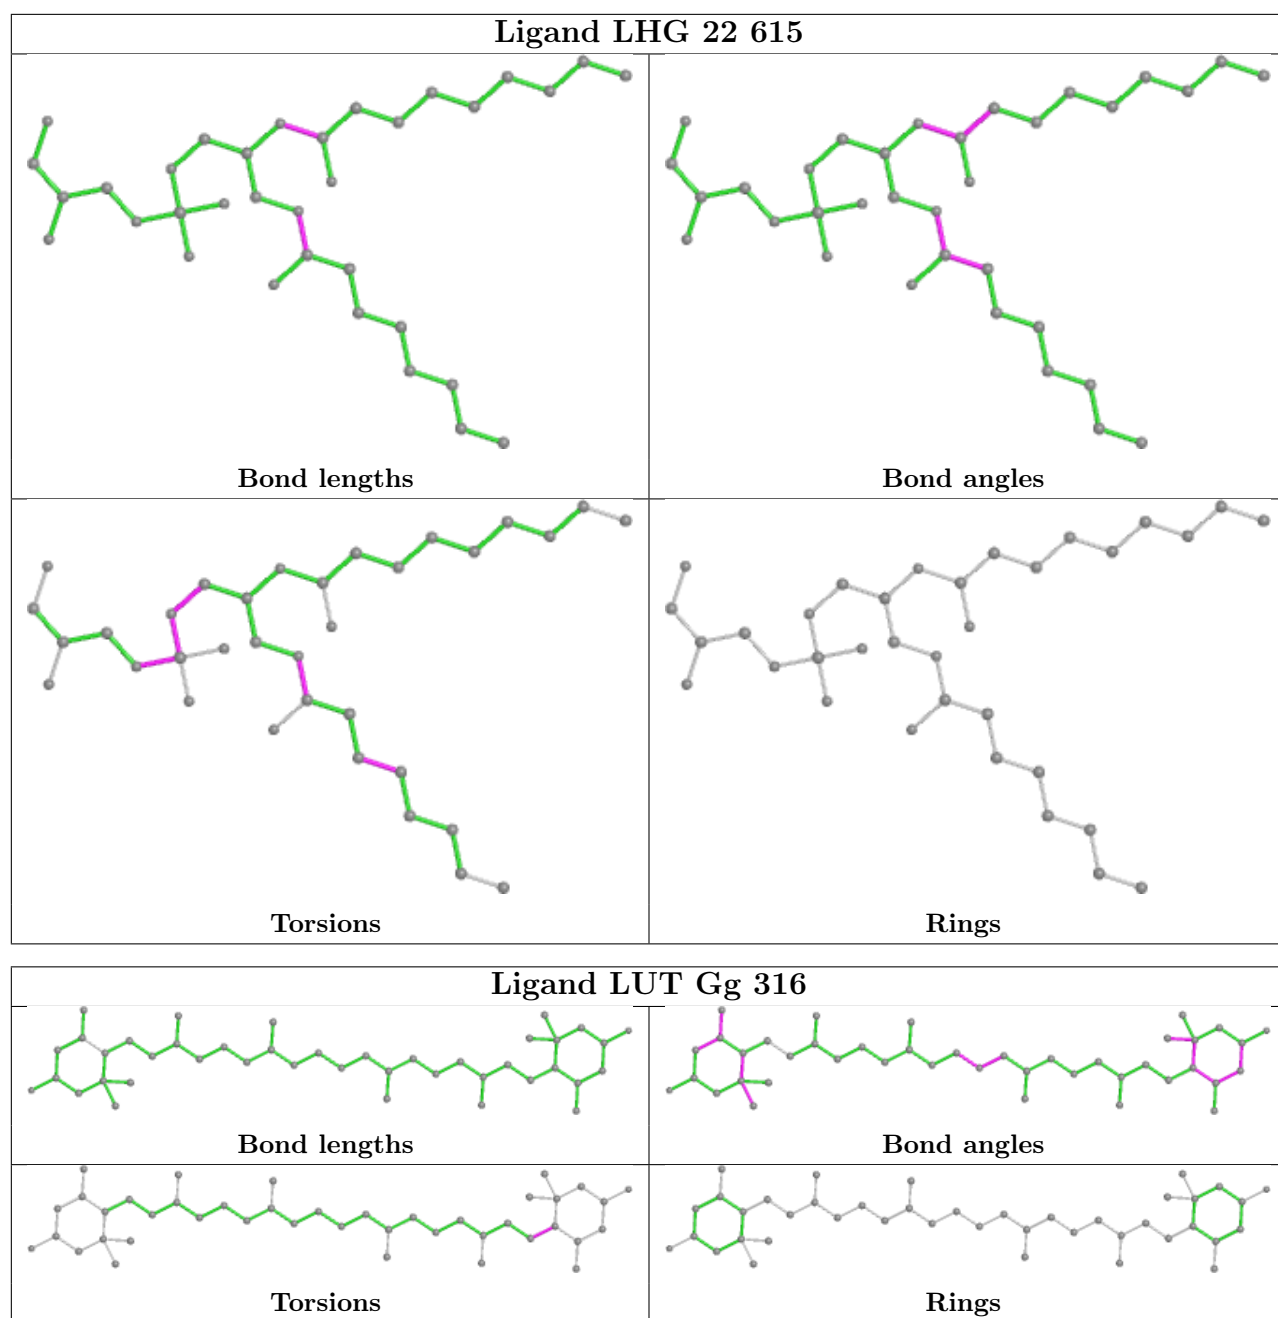 Ligand LHG 22 615
Bond lengths
Bond angles
Torsions
Rings
Ligand LUT Gg 316
Bond lengths
Bond angles
Torsions
Rings